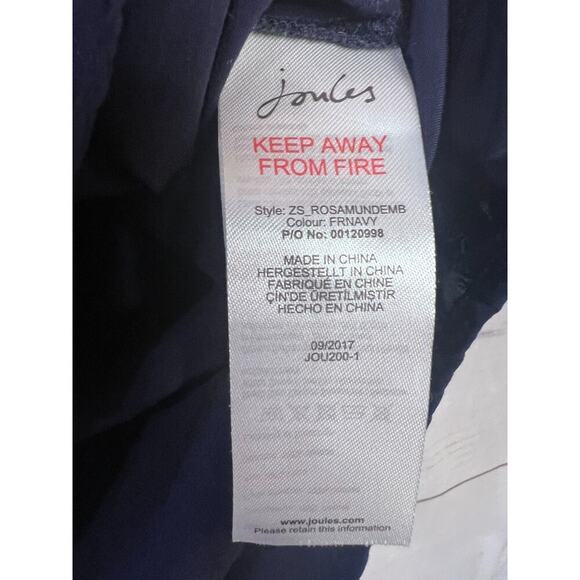 Joules
KEEP AWAY
FROM FIRE
Style: ZS_ROSAMUNDEMB
Colour: FRNAVY
P/O No: 00120998
MADE IN CHINA
HERGESTELLT IN CHINA
FABRIQUÉ EN CHINE
ÇİN'DE ÜRETİLMİŞTİR
HECHO EN CHINA
09/2017
JOU200-1
www.joules.com
Please retain this information